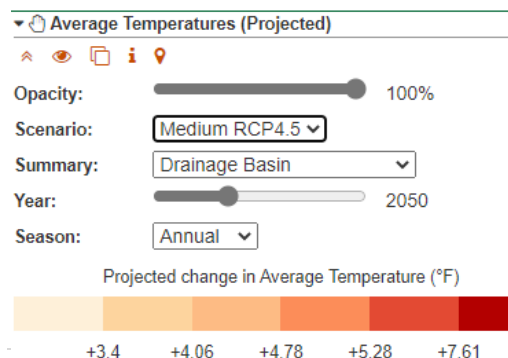 Average Temperatures (Projected)
Opacity: 100%
Scenario: Medium RCP4.5
Summary: Drainage Basin
Year: 2050
Season: Annual
Projected change in Average Temperature (°F)
+3.4 +4.06 +4.78 +5.28 +7.61